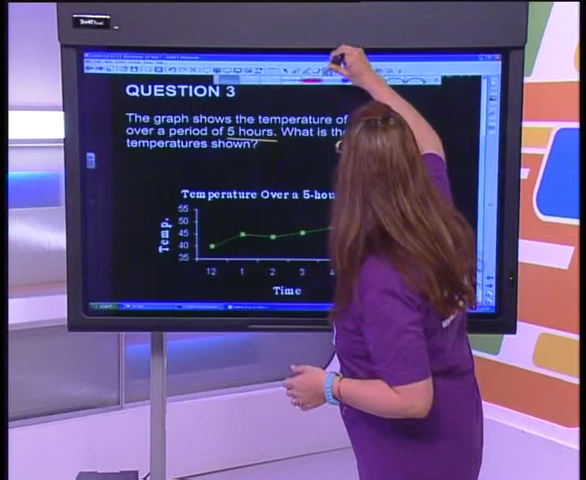 QUESTION 3
The graph shows the temperature of
over a period of 5 hours. What is the
temperatures shown?
Temperature Over a 5-hou
Temp.
55
50
45
40
35
12 1 2 3 4
Time